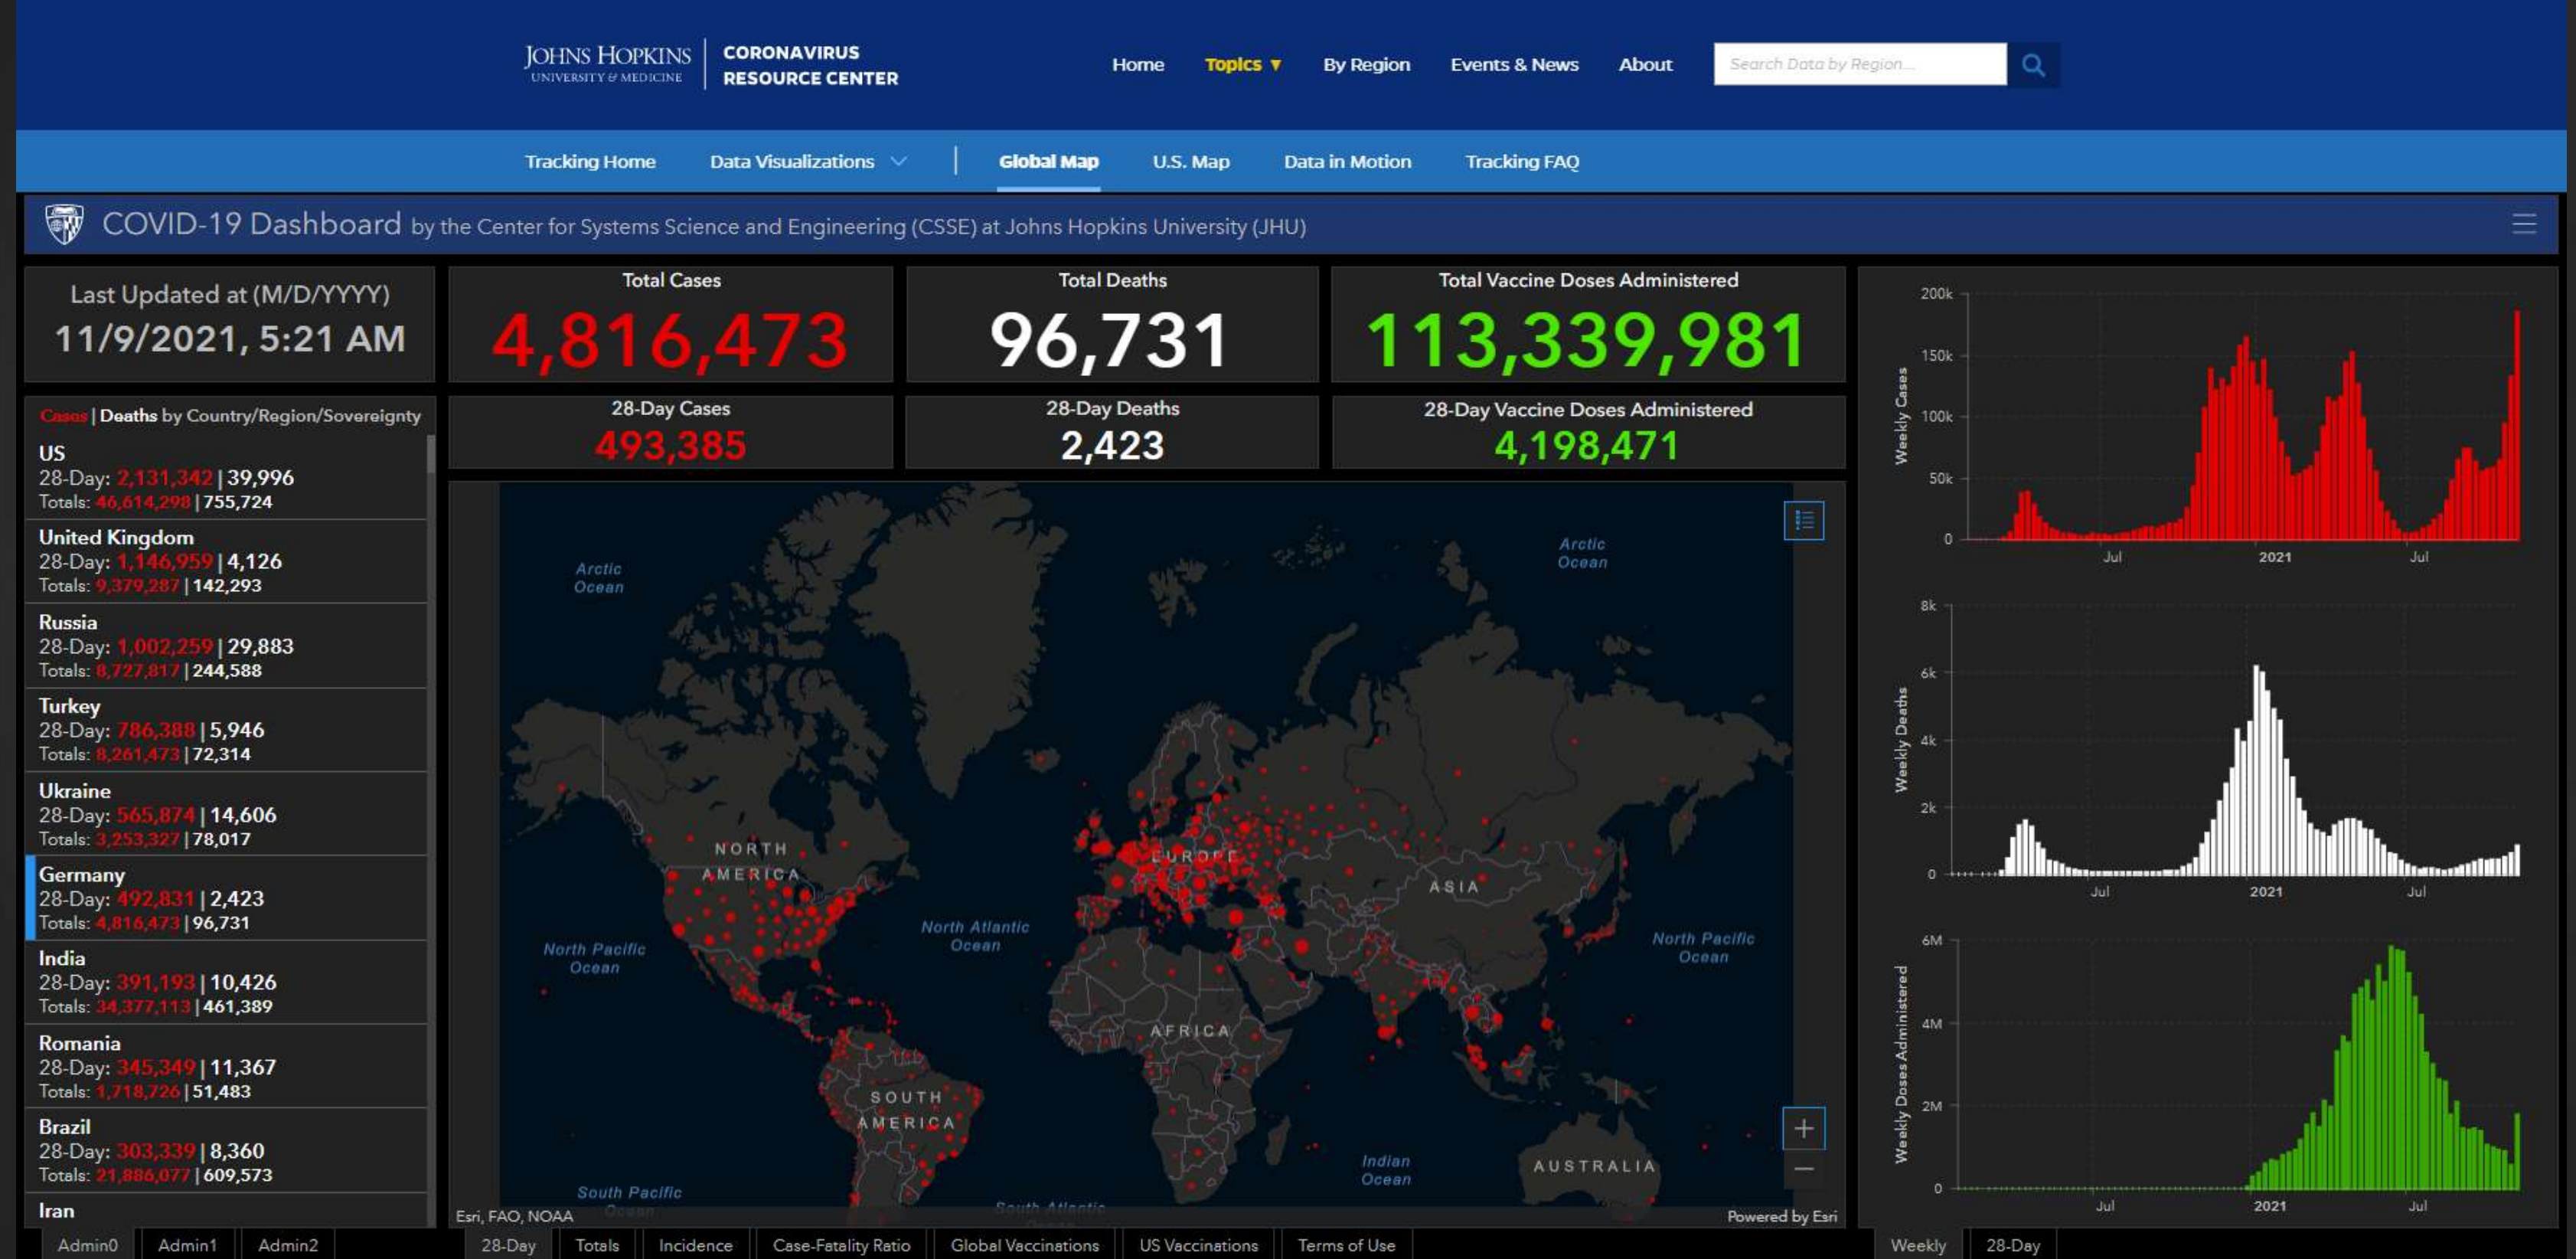 JOHNS HOPKINS
UNIVERSITY & MEDICINE
CORONAVIRUS
RESOURCE CENTER
Home
Topics ▼
By Region
Events & News
About
Search Data by Region...
Tracking Home
Data Visualizations
Global Map
U.S. Map
Data in Motion
Tracking FAQ
COVID-19 Dashboard by the Center for Systems Science and Engineering (CSSE) at Johns Hopkins University (JHU)
Last Updated at (M/D/YYYY)
11/9/2021, 5:21 AM
Total Cases
4,816,473
Total Deaths
96,731
Total Vaccine Doses Administered
113,339,981
28-Day Cases
493,385
28-Day Deaths
2,423
28-Day Vaccine Doses Administered
4,198,471
Cases | Deaths by Country/Region/Sovereignty
US
28-Day: 2,131,342 | 39,996
Totals: 46,614,298 | 755,724
United Kingdom
28-Day: 1,146,959 | 4,126
Totals: 9,379,287 | 142,293
Russia
28-Day: 1,002,259 | 29,883
Totals: 8,727,817 | 244,588
Turkey
28-Day: 786,388 | 5,946
Totals: 8,261,473 | 72,314
Ukraine
28-Day: 565,874 | 14,606
Totals: 3,253,327 | 78,017
Germany
28-Day: 492,831 | 2,423
Totals: 4,816,473 | 96,731
India
28-Day: 391,193 | 10,426
Totals: 34,377,113 | 461,389
Romania
28-Day: 345,349 | 11,367
Totals: 1,718,726 | 51,483
Brazil
28-Day: 303,339 | 8,360
Totals: 21,886,077 | 609,573
Iran
Admin0
Admin1
Admin2
Arctic
Ocean
Arctic
Ocean
NORTH
AMERICA
EUROPE
ASIA
North Atlantic
Ocean
North Pacific
Ocean
North Pacific
Ocean
AFRICA
SOUTH
AMERICA
Indian
Ocean
AUSTRALIA
South Pacific
Ocean
South Atlantic
Esri, FAO, NOAA
Powered by Esri
28-Day
Totals
Incidence
Case-Fatality Ratio
Global Vaccinations
US Vaccinations
Terms of Use
Weekly Cases
200k
150k
100k
50k
0
Jul
2021
Jul
Weekly Deaths
8k
6k
4k
2k
0
Jul
2021
Jul
Weekly Doses Administered
6M
4M
2M
0
Jul
2021
Jul
Weekly
28-Day